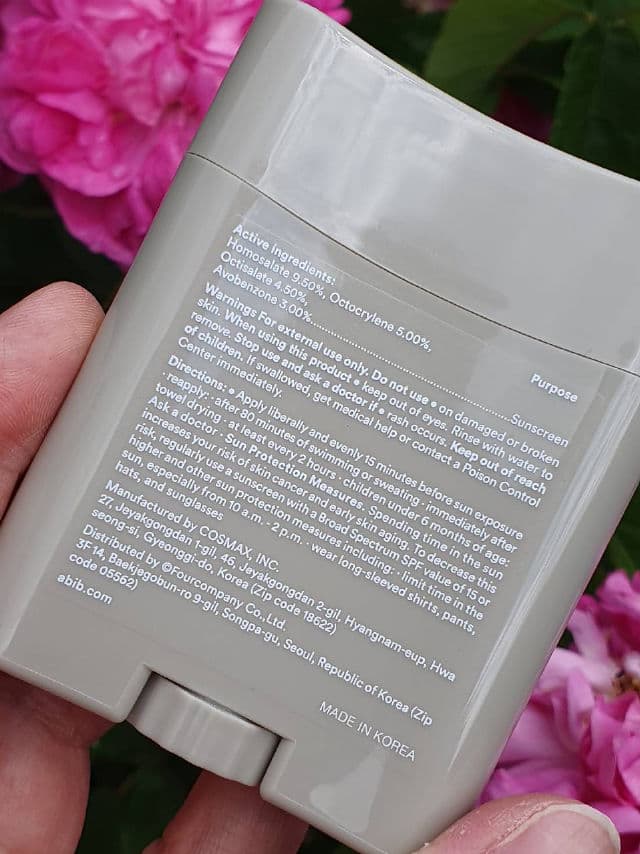 Active ingredients:
Homosalate 9.50%, Octocrylene 5.00%,
Octisalate 4.50%,
Purpose
Avobenzone 3.00%..............................Sunscreen
Warnings For external use only. Do not use • on damaged or broken
skin. When using this product • keep out of eyes. Rinse with water to
remove. Stop use and ask a doctor if • rash occurs. Keep out of reach
of children. If swallowed, get medical help or contact a Poison Control
Center immediately.
Directions: • Apply liberally and evenly 15 minutes before sun exposure
· reapply: · after 80 minutes of swimming or sweating · immediately after
towel drying · at least every 2 hours · children under 6 months of age:
Ask a doctor · Sun Protection Measures. Spending time in the sun
increases your risk of skin cancer and early skin aging. To decrease this
risk, regularly use a sunscreen with a Broad Spectrum SPF value of 15 or
higher and other sun protection measures including: · limit time in the
sun, especially from 10 a.m. - 2 p.m. · wear long-sleeved shirts, pants,
hats, and sunglasses
Manufactured by COSMAX, INC.
27, Jeyakgongdan 1-gil, 46, Jeyakgongdan 2-gil, Hyangnam-eup, Hwa
seong-si, Gyeonggi-do, Korea (Zip code 18622)
Distributed by ©Fourcompany Co.,Ltd.
3F-14, Baekjegobun-ro 9-gil, Songpa-gu, Seoul, Republic of Korea (Zip
code 05562)
abib.com
MADE IN KOREA